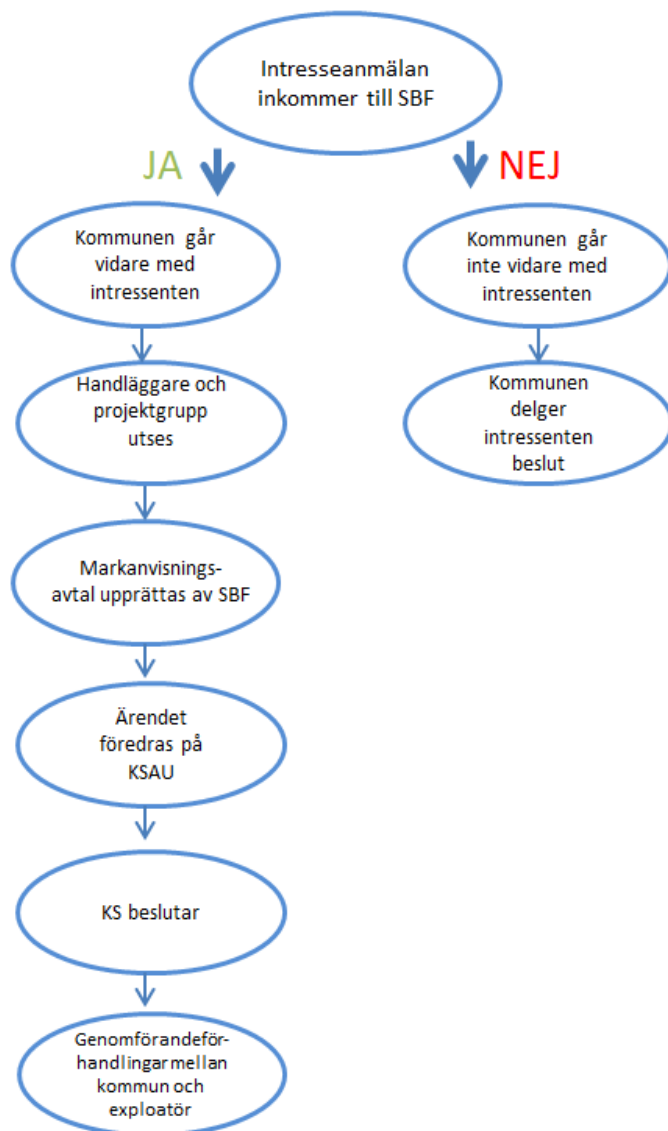 Intresseanmälan
inkommer till SBF
JA
NEJ
Kommunen går
vidare med
intressenten
Kommunen går
inte vidare med
intressenten
Handläggare och
projektgrupp
utses
Kommunen
delger
intressenten
beslut
Markanvisnings-
avtal upprättas av SBF
Ärendet
föredras på
KSAU
KS beslutar
Genomförandeför-
handlingar mellan
kommun och
exploatör